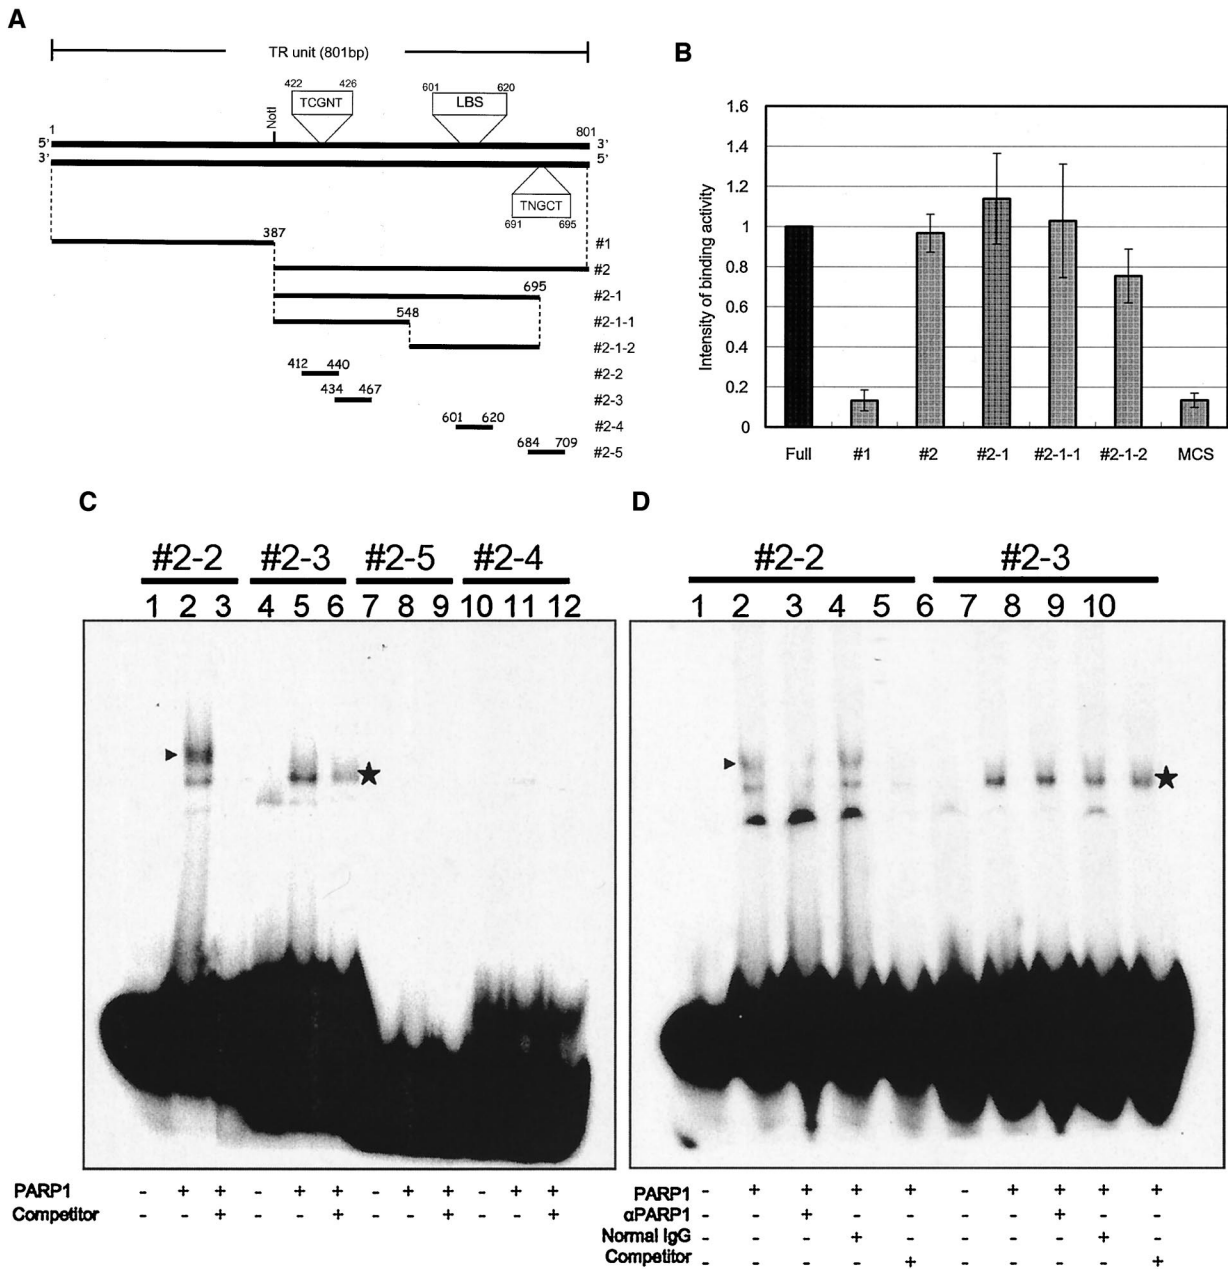 A
TR unit (801bp)
422 426
TCGNT
601 620
LBS
NotI
1
801
5' 3'
3' 5'
TNGCT
691 695
387
#1
#2
695
#2-1
548
#2-1-1
#2-1-2
412 440
#2-2
434 467
#2-3
601 620
#2-4
684 709
#2-5
B
Intensity of binding activity
1.6
1.4
1.2
1
0.8
0.6
0.4
0.2
0
Full #1 #2 #2-1 #2-1-1 #2-1-2 MCS
C
#2-2 #2-3 #2-5 #2-4
1 2 3 4 5 6 7 8 9 10 11 12
PARP1 - + + - + + - + + - + +
Competitor - - + - - + - - + - - +
D
#2-2 #2-3
1 2 3 4 5 6 7 8 9 10
PARP1 - + + + + - + + + +
αPARP1 - - + - - - - + - -
Normal IgG - - - + - - - - + -
Competitor - - - - + - - - - +